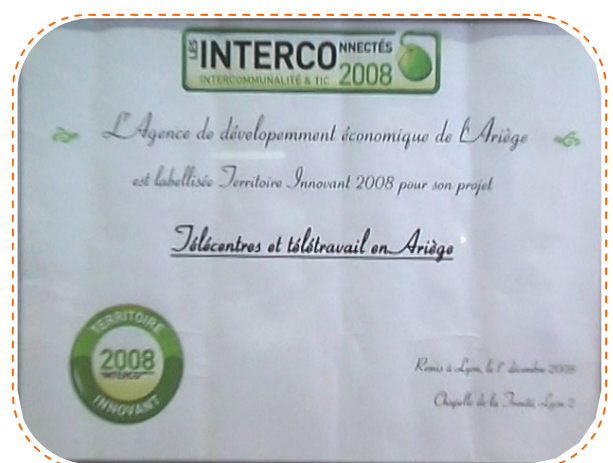 LES INTERCONNECTÉS
INTERCOMMUNALITÉ & TIC 2008
L'Agence de dévelopemment économique de l'Ariège
est labellisée Territoire Innovant 2008 pour son projet
Télécentres et télétravail en Ariège
TERRITOIRE
2008
INTERCO
INNOVANT
Remis à Lyon, le 1er décembre 2008
Chapelle de la Trinité, Lyon 2